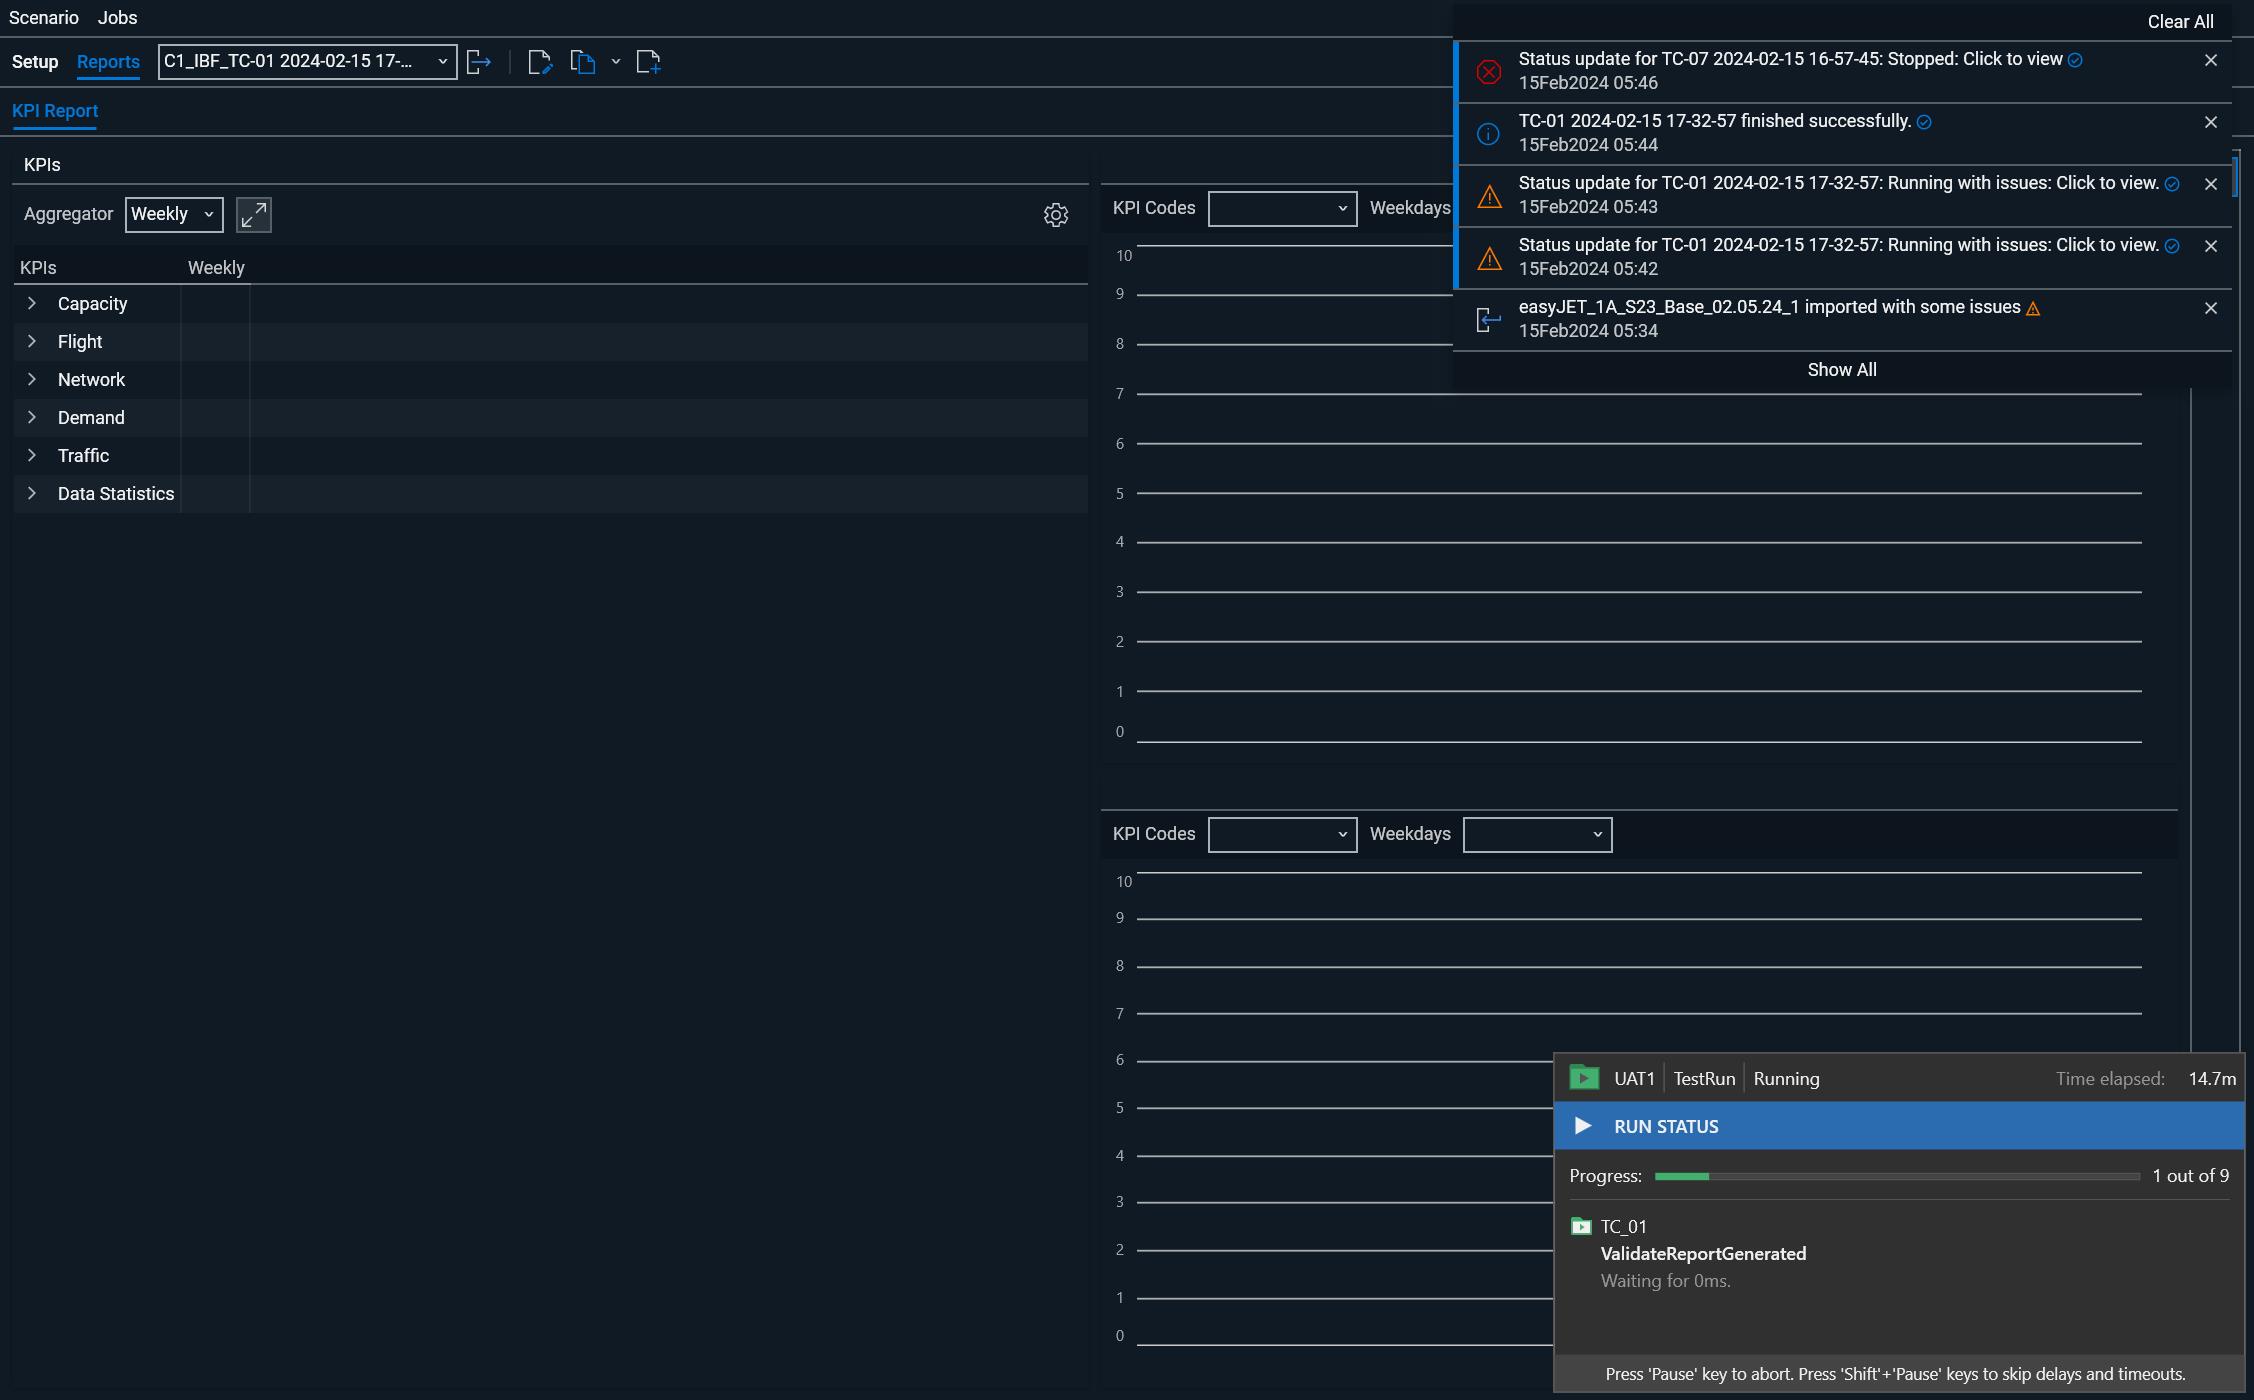 Scenario Jobs
Setup Reports C1_IBF_TC-01 2024-02-15 17-...
KPI Report
KPIs
Aggregator Weekly
KPIs Weekly
Capacity
Flight
Network
Demand
Traffic
Data Statistics
KPI Codes Weekdays
10
9
8
7
6
5
4
3
2
1
0
KPI Codes Weekdays
10
9
8
7
6
5
4
3
2
1
0
Clear All
Status update for TC-07 2024-02-15 16-57-45: Stopped: Click to view
15Feb2024 05:46
TC-01 2024-02-15 17-32-57 finished successfully.
15Feb2024 05:44
Status update for TC-01 2024-02-15 17-32-57: Running with issues: Click to view.
15Feb2024 05:43
Status update for TC-01 2024-02-15 17-32-57: Running with issues: Click to view.
15Feb2024 05:42
easyJET_1A_S23_Base_02.05.24_1 imported with some issues
15Feb2024 05:34
Show All
UAT1 TestRun Running Time elapsed: 14.7m
RUN STATUS
Progress: 1 out of 9
TC_01
ValidateReportGenerated
Waiting for 0ms.
Press 'Pause' key to abort. Press 'Shift'+'Pause' keys to skip delays and timeouts.